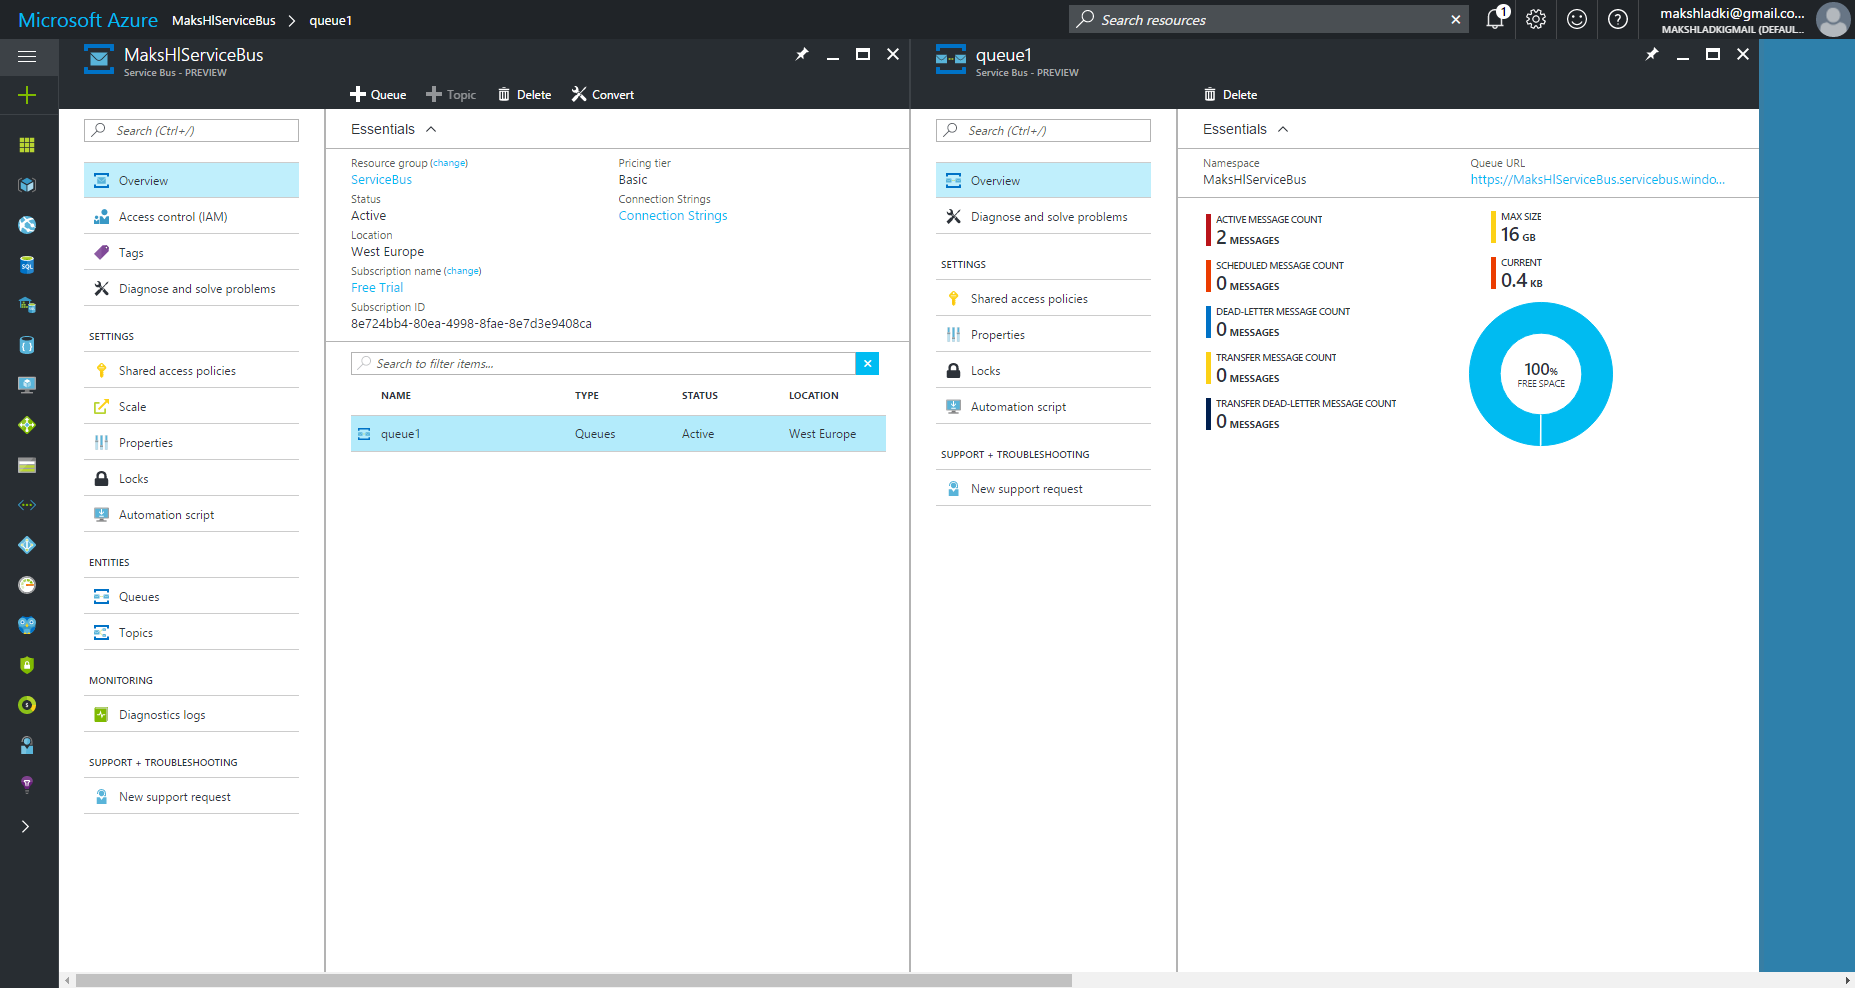 Microsoft Azure MaksHlServiceBus > queue1
Search resources
1
makshladki@gmail.co...
MAKSHLADKIGMAIL (DEFAUL...
MaksHlServiceBus
Service Bus - PREVIEW
Queue
Topic
Delete
Convert
Search (Ctrl+/)
Overview
Access control (IAM)
Tags
Diagnose and solve problems
SETTINGS
Shared access policies
Scale
Properties
Locks
Automation script
ENTITIES
Queues
Topics
MONITORING
Diagnostics logs
SUPPORT + TROUBLESHOOTING
New support request
Essentials
Resource group (change)
ServiceBus
Status
Active
Location
West Europe
Subscription name (change)
Free Trial
Subscription ID
8e724bb4-80ea-4998-8fae-8e7d3e9408ca
Pricing tier
Basic
Connection Strings
Connection Strings
Search to filter items...
NAME TYPE STATUS LOCATION
queue1 Queues Active West Europe
queue1
Service Bus - PREVIEW
Delete
Search (Ctrl+/)
Overview
Diagnose and solve problems
SETTINGS
Shared access policies
Properties
Locks
Automation script
SUPPORT + TROUBLESHOOTING
New support request
Essentials
Namespace
MaksHlServiceBus
Queue URL
https://MaksHlServiceBus.servicebus.windo...
ACTIVE MESSAGE COUNT
2 MESSAGES
SCHEDULED MESSAGE COUNT
0 MESSAGES
DEAD-LETTER MESSAGE COUNT
0 MESSAGES
TRANSFER MESSAGE COUNT
0 MESSAGES
TRANSFER DEAD-LETTER MESSAGE COUNT
0 MESSAGES
MAX SIZE
16 GB
CURRENT
0.4 KB
100%
FREE SPACE
SQL